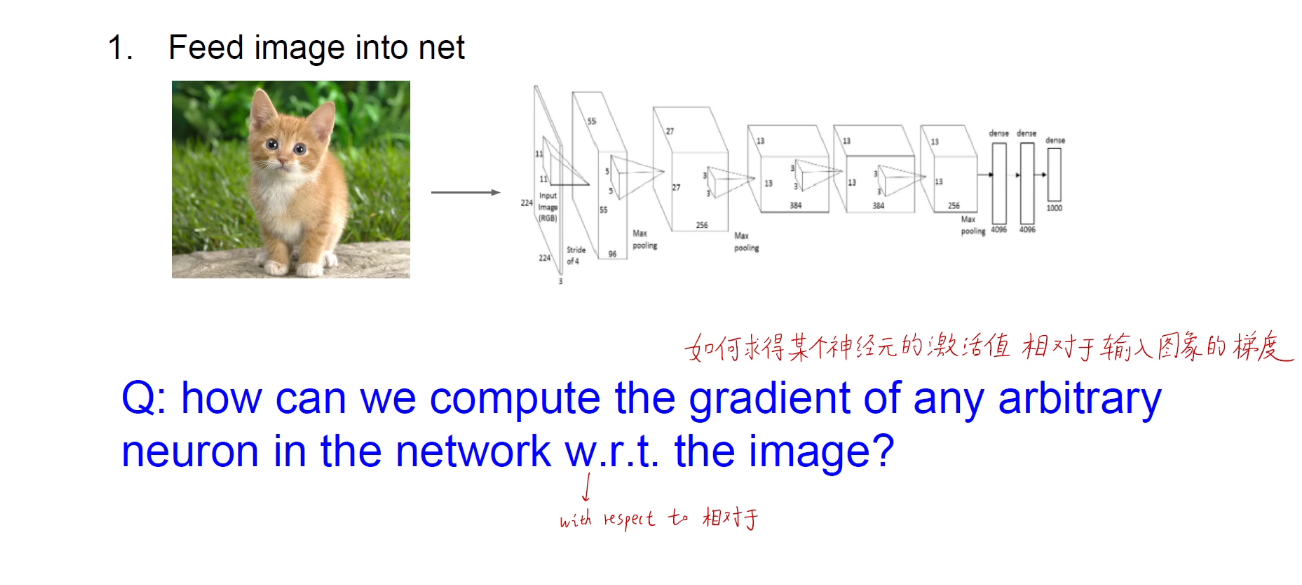 1. Feed image into net
55
27
13
13
13
dense
dense
dense
11
11
5
5
3
3
3
3
3
3
224
Input
Image
(RGB)
55
27
13
13
13
384
384
256
1000
256
Max
pooling
Max
pooling
Max
pooling
4096
4096
224
Stride
of 4
96
3
如何求得某个神经元的激活值 相对于输入图象的梯度
Q: how can we compute the gradient of any arbitrary
neuron in the network w.r.t. the image?
with respect to 相对于